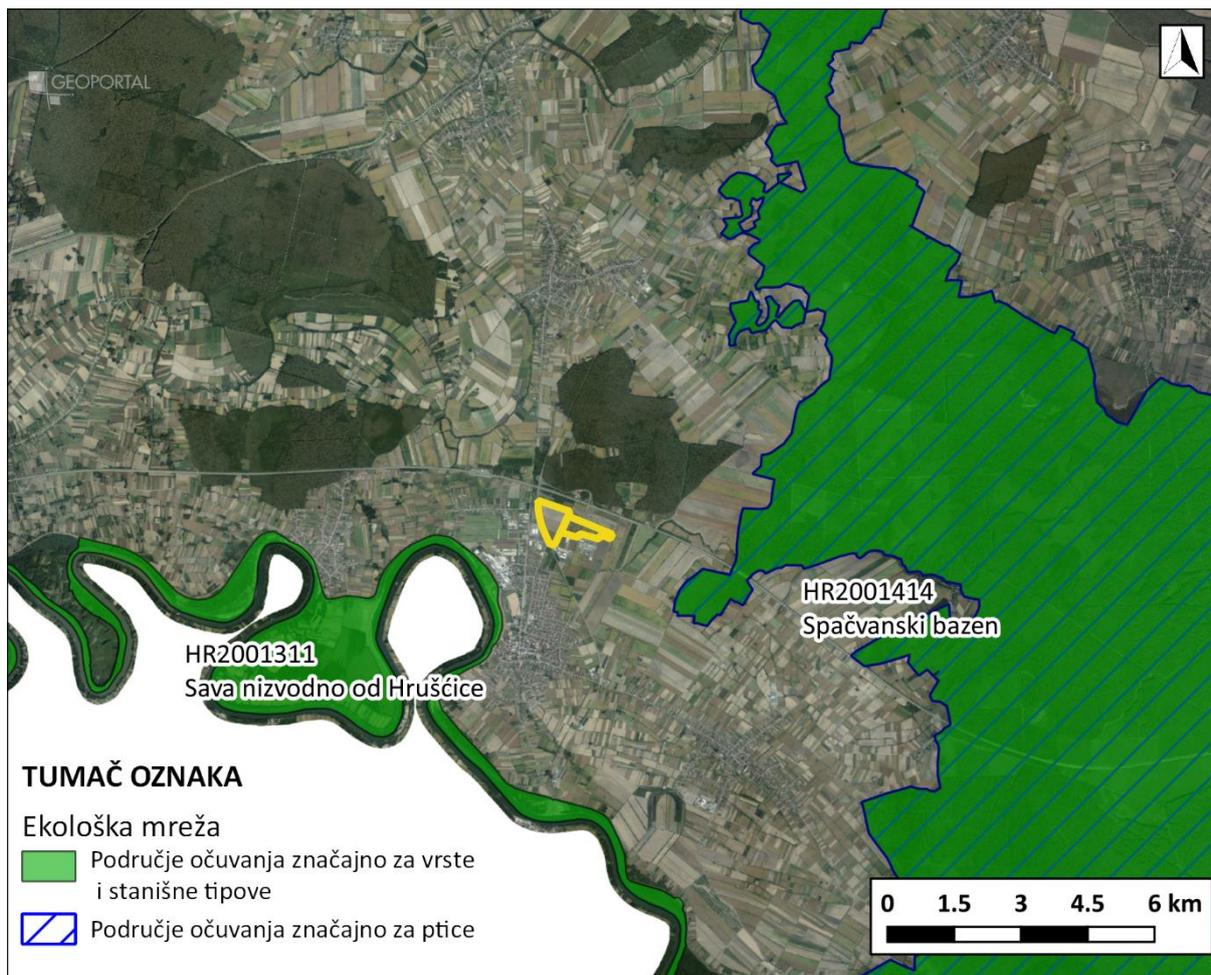 GEOPORTAL
HR2001414
Spačvanski bazen
HR2001311
Sava nizvodno od Hrušćice
TUMAČ OZNAKA
Ekološka mreža
Područje očuvanja značajno za vrste
i stanišne tipove
Područje očuvanja značajno za ptice
0 1.5 3 4.5 6 km